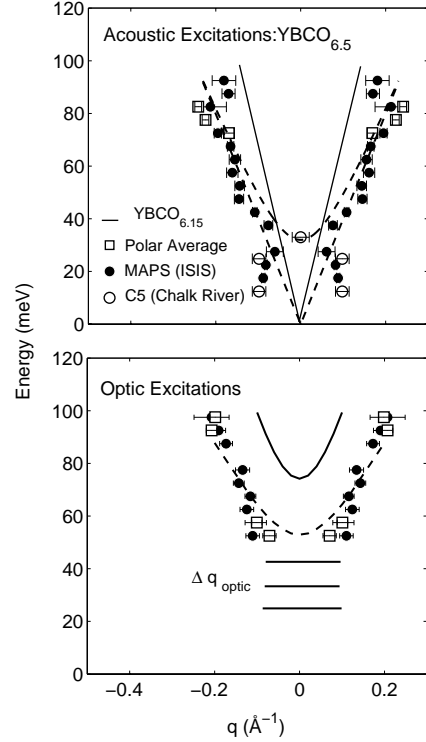 120
Acoustic Excitations:YBCO6.5
100
80
60
YBCO6.15
Polar Average
40
MAPS (ISIS)
20
C5 (Chalk River)
0
Energy (meV)
120
Optic Excitations
100
80
60
40
Δ q optic
20
0
−0.4 −0.2 0 0.2
q (Å−1)